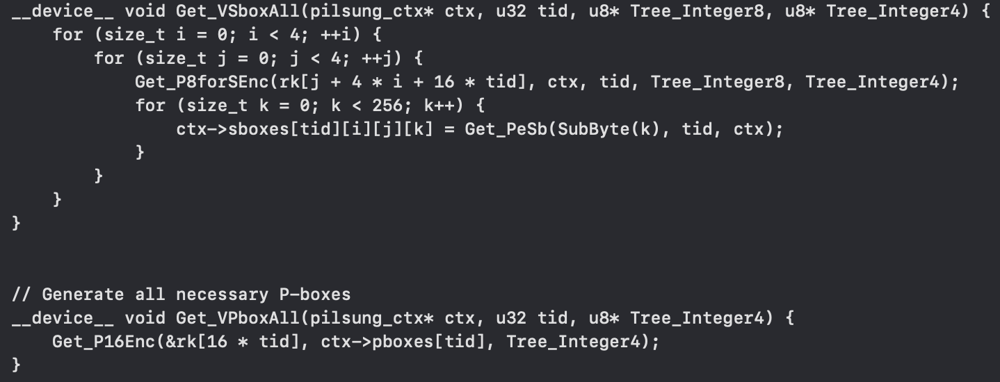 __device__ void Get_VSboxAll(pilsung_ctx* ctx, u32 tid, u8* Tree_Integer8, u8* Tree_Integer4) {
    for (size_t i = 0; i < 4; ++i) {
        for (size_t j = 0; j < 4; ++j) {
            Get_P8forSEnc(rk[j + 4 * i + 16 * tid], ctx, tid, Tree_Integer8, Tree_Integer4);
            for (size_t k = 0; k < 256; k++) {
                ctx->sboxes[tid][i][j][k] = Get_PeSb(SubByte(k), tid, ctx);
            }
        }
    }
}
// Generate all necessary P-boxes
__device__ void Get_VPboxAll(pilsung_ctx* ctx, u32 tid, u8* Tree_Integer4) {
    Get_P16Enc(&rk[16 * tid], ctx->pboxes[tid], Tree_Integer4);
}